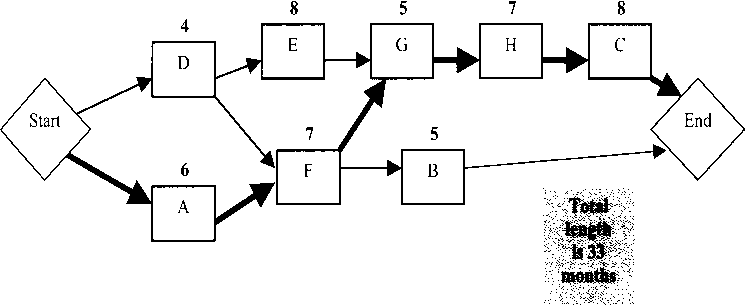 8 5 7 8
4 E G H C
D
Start End
7 5
6 F B
A
Total
length
is 33
months